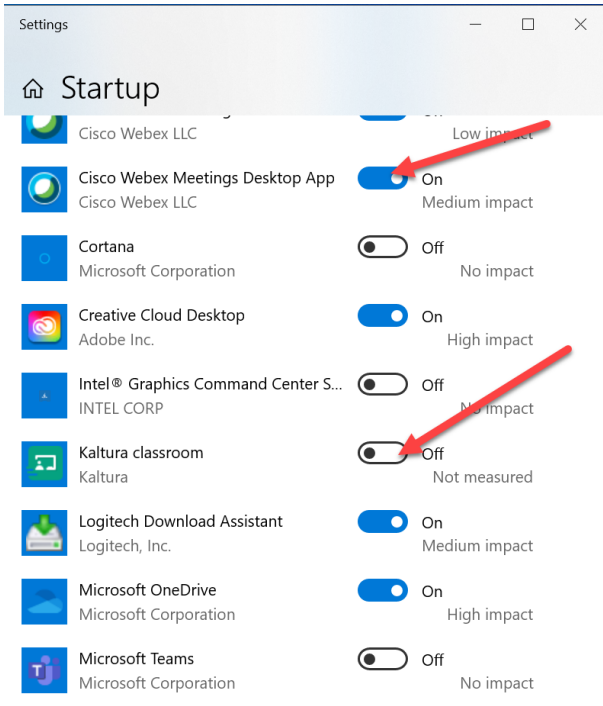 Settings
Startup
Cisco Webex LLC
Low impact
Cisco Webex Meetings Desktop App
On
Cisco Webex LLC
Medium impact
Cortana
Off
Microsoft Corporation
No impact
Creative Cloud Desktop
On
Adobe Inc.
High impact
Intel® Graphics Command Center S...
Off
INTEL CORP
No impact
Kaltura classroom
Off
Kaltura
Not measured
Logitech Download Assistant
On
Logitech, Inc.
Medium impact
Microsoft OneDrive
On
Microsoft Corporation
High impact
Microsoft Teams
Off
Microsoft Corporation
No impact